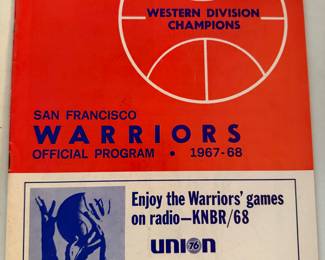 WESTERN DIVISION
CHAMPIONS
SAN FRANCISCO
WARRIORS
OFFICIAL PROGRAM • 1967-68
Enjoy the Warriors' games
on radio—KNBR/68
union
76